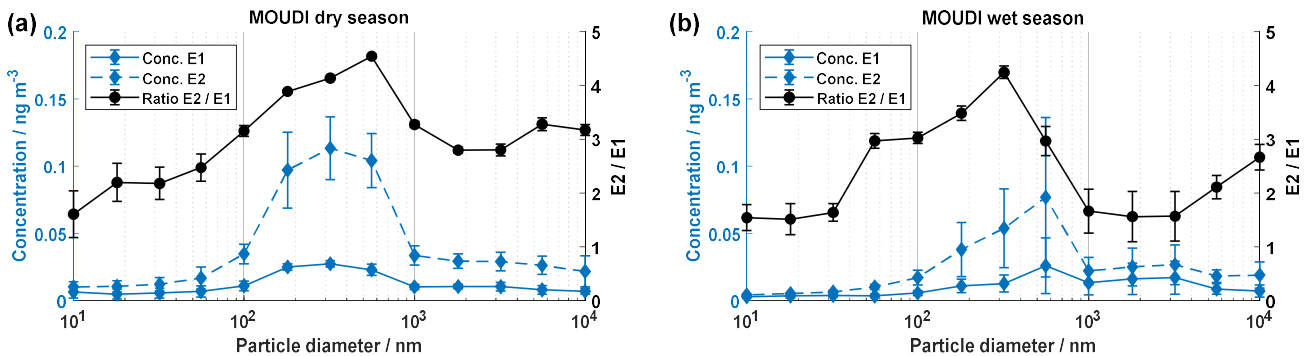 (a)
MOUDI dry season
Concentration / ng m⁻³
0.2
0.15
0.1
0.05
0
Conc. E1
Conc. E2
Ratio E2 / E1
5
4
3
2
1
0
E2 / E1
10¹
10²
10³
10⁴
Particle diameter / nm
(b)
MOUDI wet season
Concentration / ng m⁻³
0.2
0.15
0.1
0.05
0
Conc. E1
Conc. E2
Ratio E2 / E1
5
4
3
2
1
0
E2 / E1
10¹
10²
10³
10⁴
Particle diameter / nm